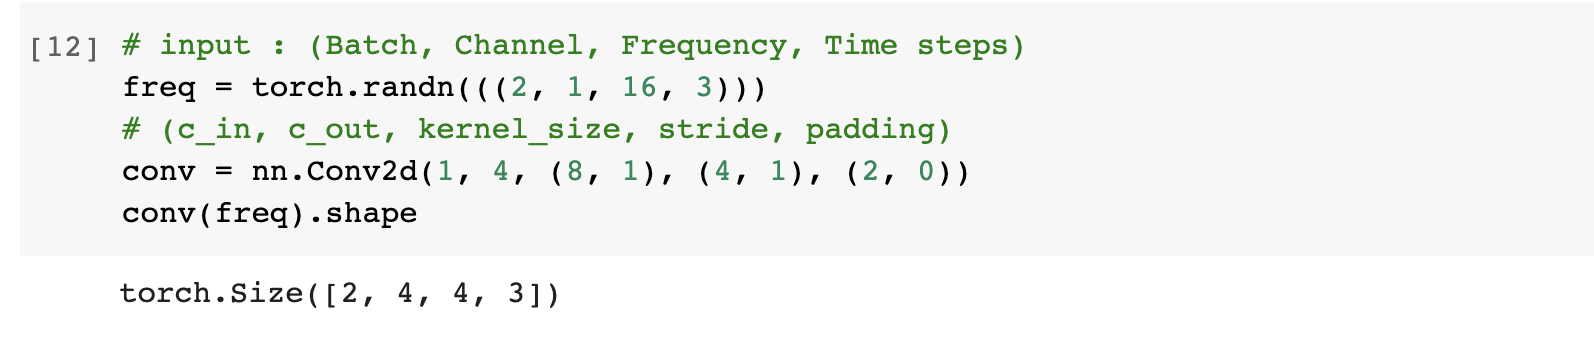 [12] # input : (Batch, Channel, Frequency, Time steps)
freq = torch.randn(((2, 1, 16, 3)))
# (c_in, c_out, kernel_size, stride, padding)
conv = nn.Conv2d(1, 4, (8, 1), (4, 1), (2, 0))
conv(freq).shape
torch.Size([2, 4, 4, 3])